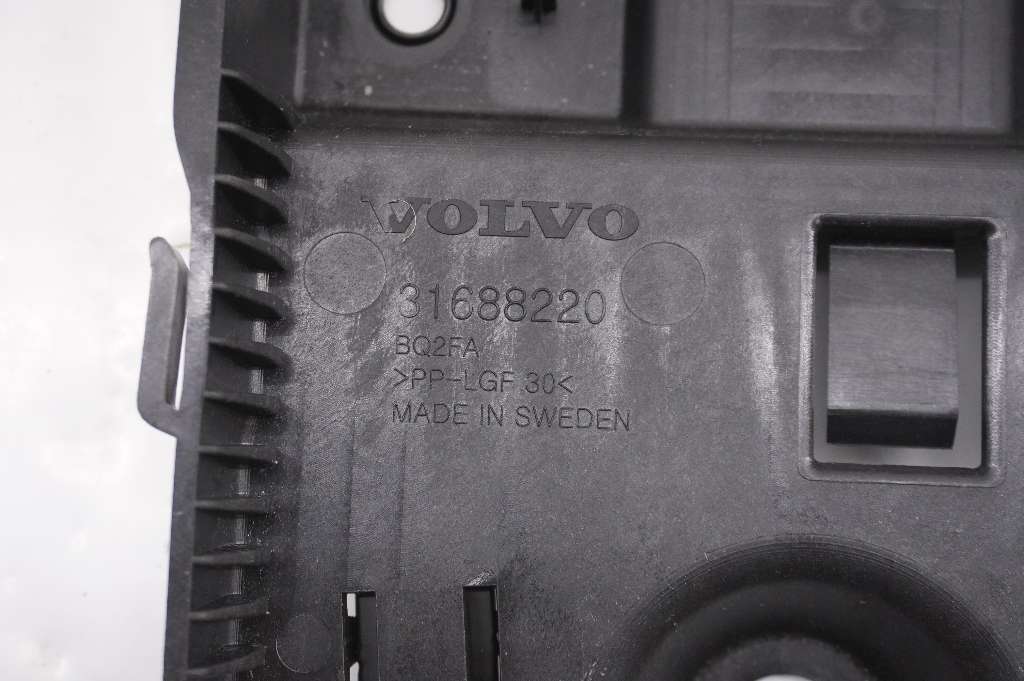 VOLVO
31688220
BQ2FA
>PP-LGF 30<
MADE IN SWEDEN